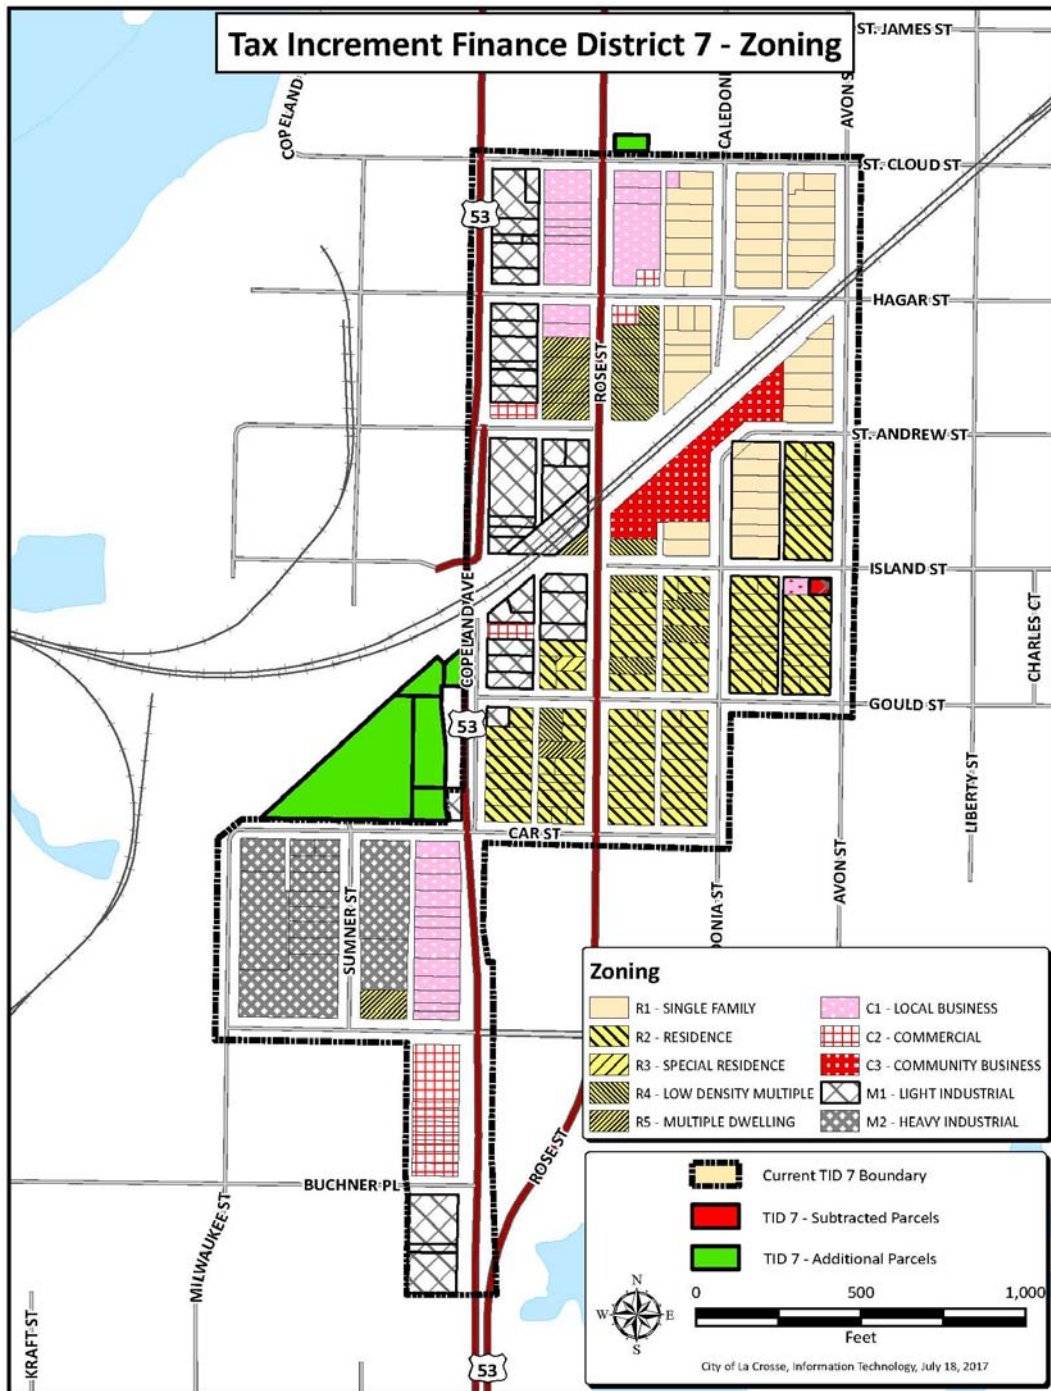 Tax Increment Finance District 7 - Zoning
ST. JAMES ST
COPELAND
CALEDONI
AVON S
ST. CLOUD ST
53
HAGAR ST
ROSE ST
ST. ANDREW ST
ISLAND ST
COPELAND AVE
CHARLES CT
GOULD ST
53
LIBERTY ST
CAR ST
AVON ST
SUMNER ST
DONIA ST
Zoning
R1 - SINGLE FAMILY
R2 - RESIDENCE
R3 - SPECIAL RESIDENCE
R4 - LOW DENSITY MULTIPLE
R5 - MULTIPLE DWELLING
C1 - LOCAL BUSINESS
C2 - COMMERCIAL
C3 - COMMUNITY BUSINESS
M1 - LIGHT INDUSTRIAL
M2 - HEAVY INDUSTRIAL
ROSE ST
BUCHNER PL
MILWAUKEE ST
KRAFT ST
53
Current TID 7 Boundary
TID 7 - Subtracted Parcels
TID 7 - Additional Parcels
N
W E
S
0 500 1,000
Feet
City of La Crosse, Information Technology, July 18, 2017